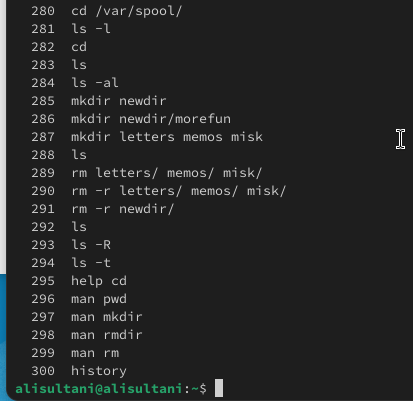 280 cd /var/spool/
281 ls -l
282 cd
283 ls
284 ls -al
285 mkdir newdir
286 mkdir newdir/morefun
287 mkdir letters memos misk
288 ls
289 rm letters/ memos/ misk/
290 rm -r letters/ memos/ misk/
291 rm -r newdir/
292 ls
293 ls -R
294 ls -t
295 help cd
296 man pwd
297 man mkdir
298 man rmdir
299 man rm
300 history
alisultani@alisultani:~$